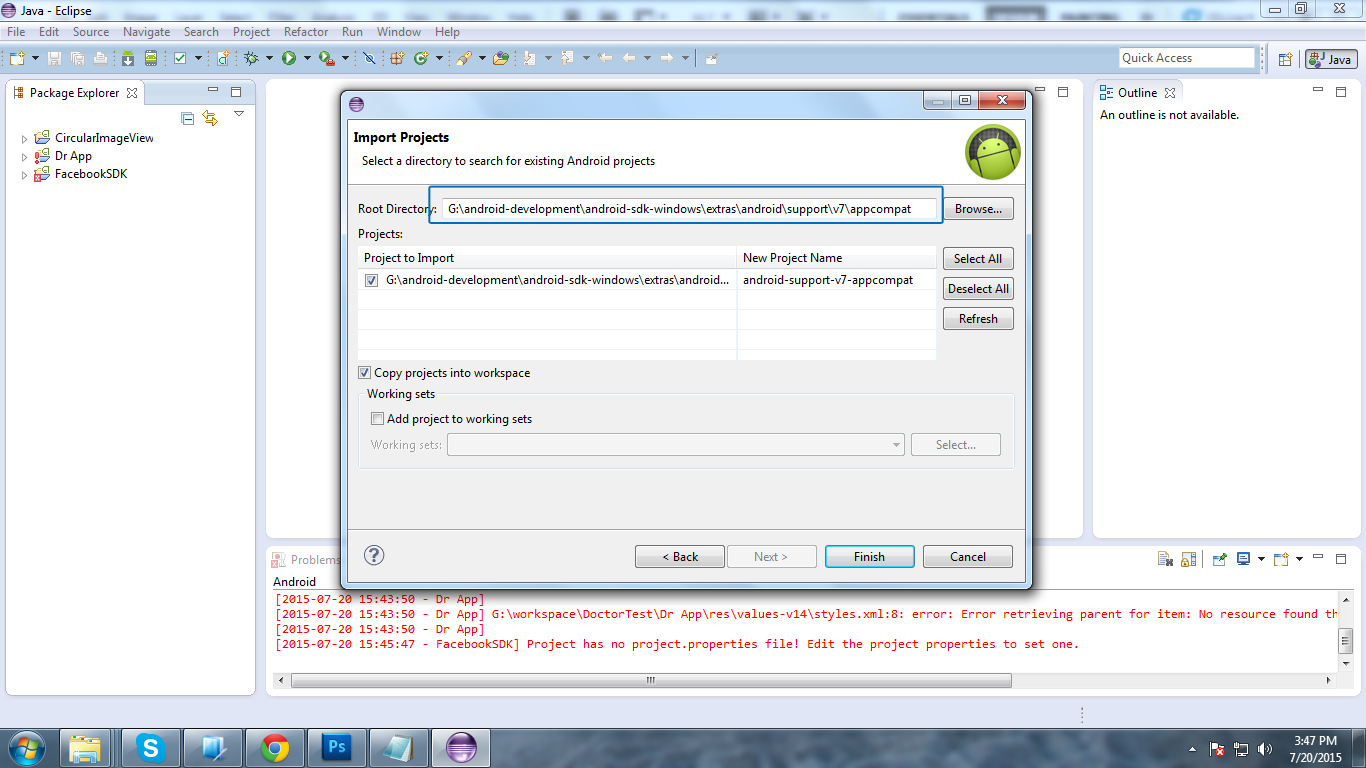 Java - Eclipse
File Edit Source Navigate Search Project Refactor Run Window Help
Quick Access
Java
Package Explorer
CircularImageView
Dr App
FacebookSDK
Import Projects
Select a directory to search for existing Android projects
Root Directory: G:\android-development\android-sdk-windows\extras\android\support\v7\appcompat Browse...
Projects:
Project to Import New Project Name
G:\android-development\android-sdk-windows\extras\android... android-support-v7-appcompat
Select All
Deselect All
Refresh
Copy projects into workspace
Working sets
Add project to working sets
Working sets: Select...
< Back Next > Finish Cancel
Outline
An outline is not available.
Problems
Android
[2015-07-20 15:43:50 - Dr App]
[2015-07-20 15:43:50 - Dr App] G:\workspace\DoctorTest\Dr App\res\values-v14\styles.xml:8: error: Error retrieving parent for item: No resource found th
[2015-07-20 15:43:50 - Dr App]
[2015-07-20 15:45:47 - FacebookSDK] Project has no project.properties file! Edit the project properties to set one.
S
Ps
3:47 PM
7/20/2015